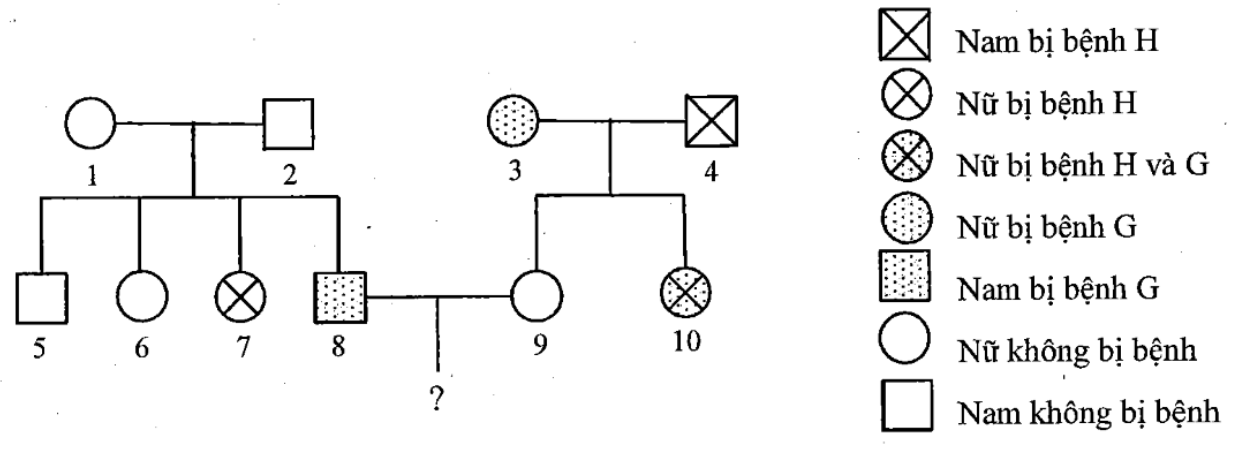 1
2
3
4
5
6
7
8
9
10
?
Nam bị bệnh H
Nữ bị bệnh H
Nữ bị bệnh H và G
Nữ bị bệnh G
Nam bị bệnh G
Nữ không bị bệnh
Nam không bị bệnh